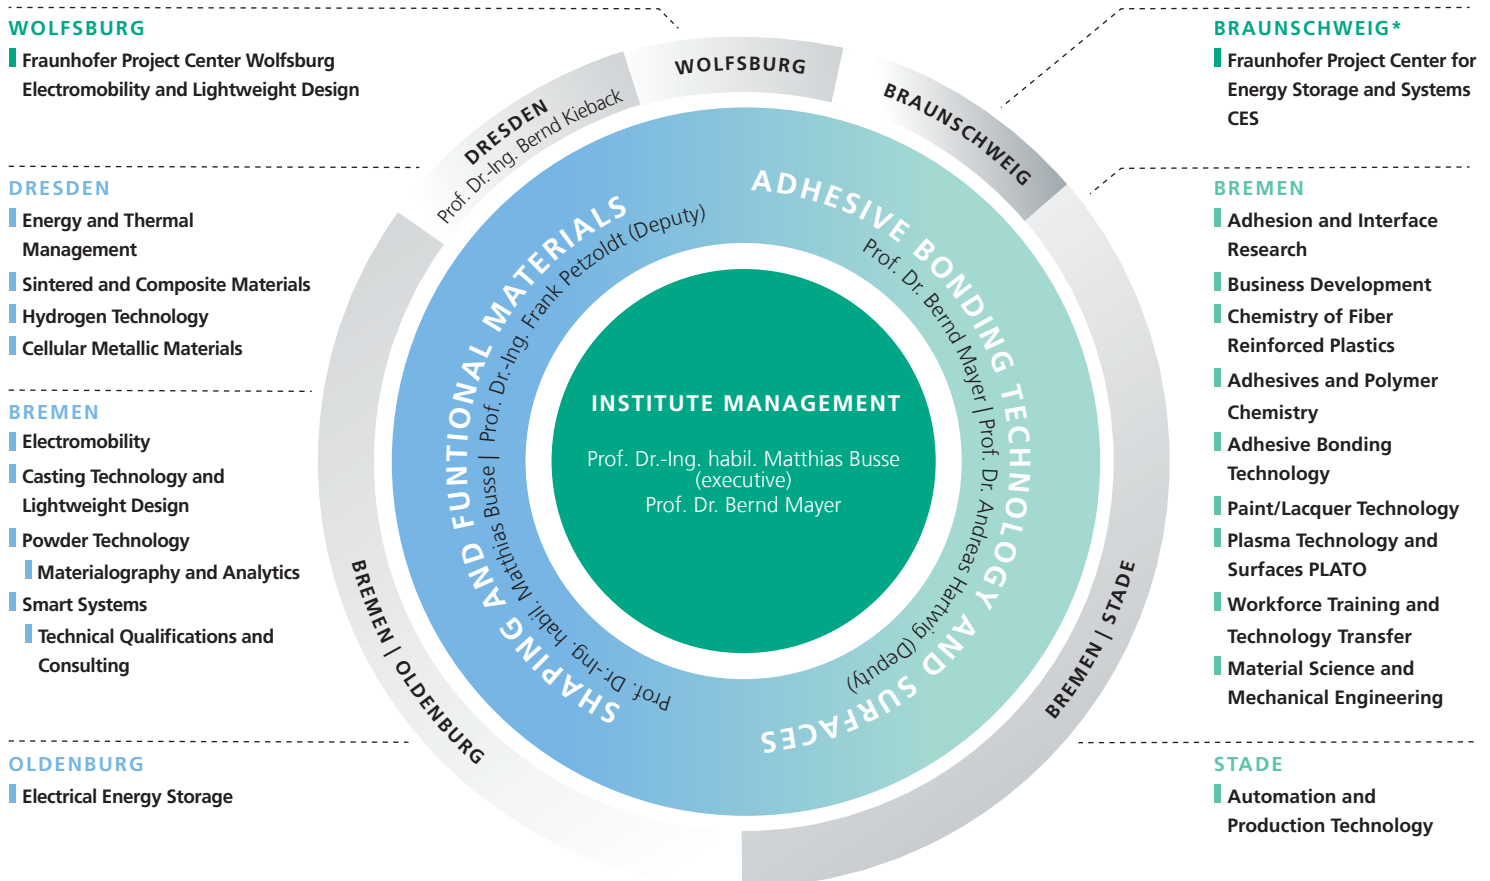 WOLFSBURG
Fraunhofer Project Center Wolfsburg
Electromobility and Lightweight Design
DRESDEN
Energy and Thermal
Management
Sintered and Composite Materials
Hydrogen Technology
Cellular Metallic Materials
BREMEN
Electromobility
Casting Technology and
Lightweight Design
Powder Technology
Materialography and Analytics
Smart Systems
Technical Qualifications and
Consulting
OLDENBURG
Electrical Energy Storage
WOLFSBURG
DRESDEN
Prof. Dr.-Ing. Bernd Kieback
BRAUNSCHWEIG
BREMEN | OLDENBURG
BREMEN | STADE
SHAPING AND FUNTIONAL MATERIALS
Prof. Dr.-Ing. habil. Matthias Busse | Prof. Dr.-Ing. Frank Petzoldt (Deputy)
ADHESIVE BONDING TECHNOLOGY AND SURFACES
Prof. Dr. Bernd Mayer | Prof. Dr. Andreas Hartwig (Deputy)
INSTITUTE MANAGEMENT
Prof. Dr.-Ing. habil. Matthias Busse
(executive)
Prof. Dr. Bernd Mayer
BRAUNSCHWEIG*
Fraunhofer Project Center for
Energy Storage and Systems
CES
BREMEN
Adhesion and Interface
Research
Business Development
Chemistry of Fiber
Reinforced Plastics
Adhesives and Polymer
Chemistry
Adhesive Bonding
Technology
Paint/Lacquer Technology
Plasma Technology and
Surfaces PLATO
Workforce Training and
Technology Transfer
Material Science and
Mechanical Engineering
STADE
Automation and
Production Technology